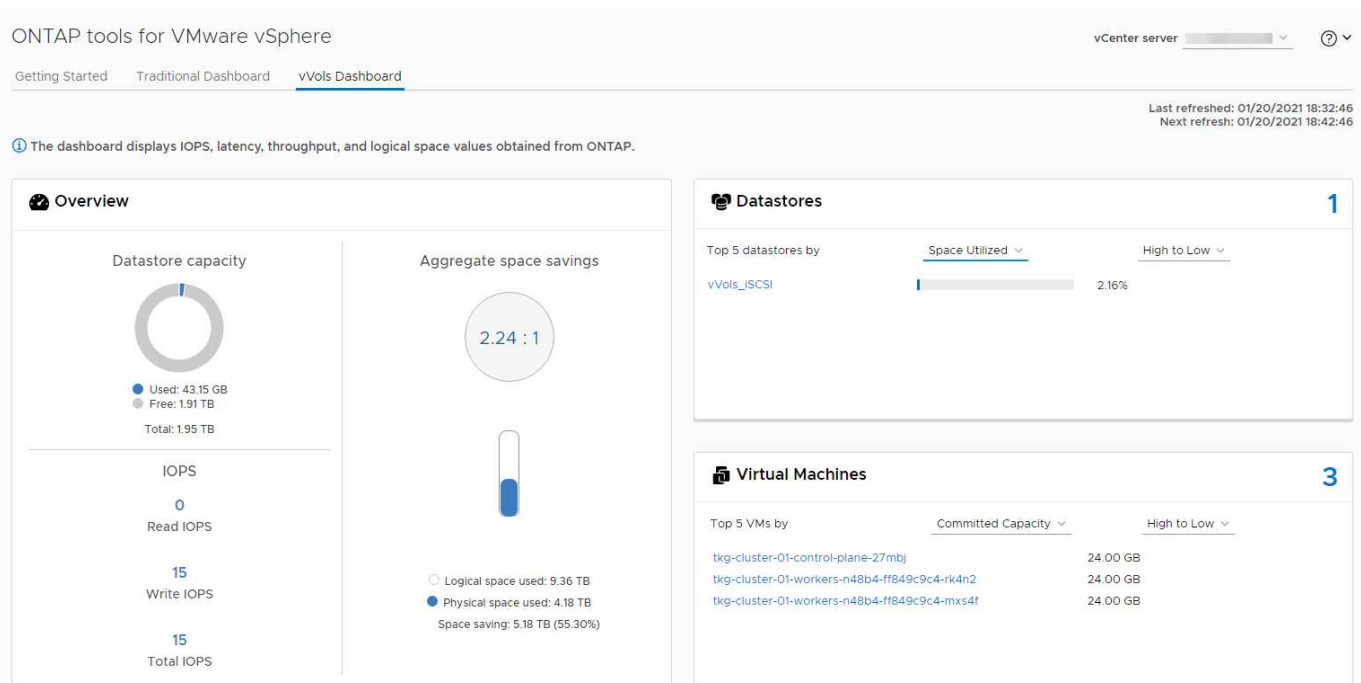 ONTAP tools for VMware vSphere
vCenter server
?
Getting Started Traditional Dashboard vVols Dashboard
Last refreshed: 01/20/2021 18:32:46
Next refresh: 01/20/2021 18:42:46
The dashboard displays IOPS, latency, throughput, and logical space values obtained from ONTAP.
Overview
Datastore capacity
Used: 43.15 GB
Free: 1.91 TB
Total: 1.95 TB
IOPS
0
Read IOPS
15
Write IOPS
15
Total IOPS
Aggregate space savings
2.24 : 1
Logical space used: 9.36 TB
Physical space used: 4.18 TB
Space saving: 5.18 TB (55.30%)
Datastores 1
Top 5 datastores by Space Utilized High to Low
vVols_iSCSI 2.16%
Virtual Machines 3
Top 5 VMs by Committed Capacity High to Low
tkg-cluster-01-control-plane-27mbj 24.00 GB
tkg-cluster-01-workers-n48b4-ff849c9c4-rk4n2 24.00 GB
tkg-cluster-01-workers-n48b4-ff849c9c4-mxs4f 24.00 GB